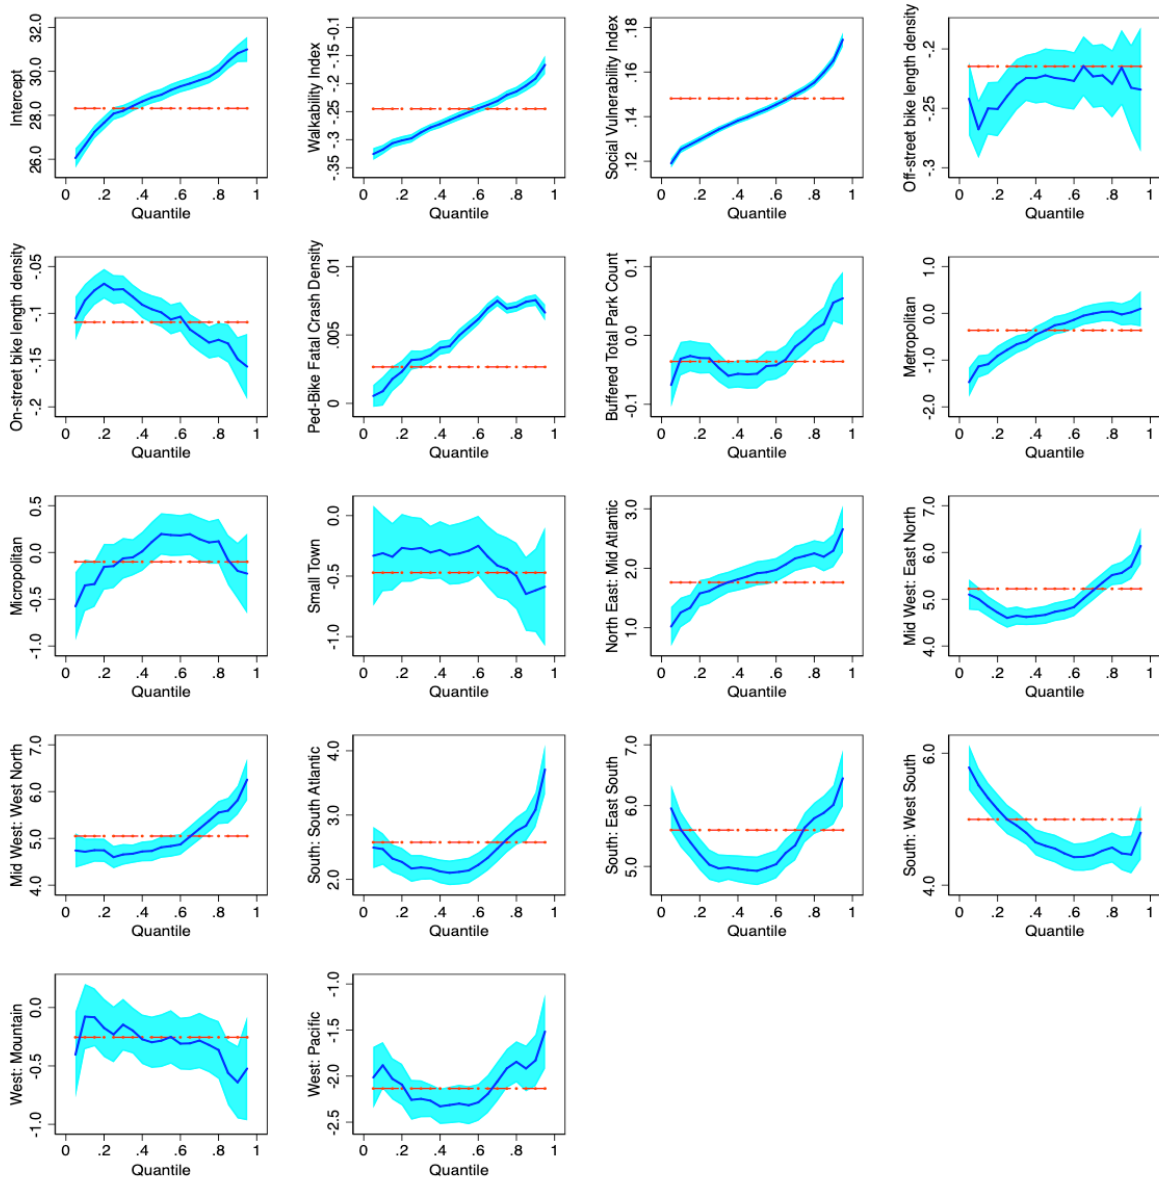 Intercept
32.0
30.0
28.0
26.0
0 .2 .4 .6 .8 1
Quantile
Walkability Index
-.35 -.3 -.25 -.2 -.15 -0.1
0 .2 .4 .6 .8 1
Quantile
Social Vulnerability Index
.12 .14 .16 .18
0 .2 .4 .6 .8 1
Quantile
Off-street bike length density
-.3 -.25 -.2
0 .2 .4 .6 .8 1
Quantile
On-street bike length density
-.2 -.15 -.1 -.05
0 .2 .4 .6 .8 1
Quantile
Ped-Bike Fatal Crash Density
0 .005 .01
0 .2 .4 .6 .8 1
Quantile
Buffered Total Park Count
-0.1 0.0 0.1
0 .2 .4 .6 .8 1
Quantile
Metropolitan
-2.0 -1.0 0.0 1.0
0 .2 .4 .6 .8 1
Quantile
Micropolitan
-1.0 -0.5 0.0 0.5
0 .2 .4 .6 .8 1
Quantile
Small Town
-1.0 -0.5 0.0
0 .2 .4 .6 .8 1
Quantile
North East: Mid Atlantic
1.0 2.0 3.0
0 .2 .4 .6 .8 1
Quantile
Mid West: East North
4.0 5.0 6.0 7.0
0 .2 .4 .6 .8 1
Quantile
Mid West: West North
4.0 5.0 6.0 7.0
0 .2 .4 .6 .8 1
Quantile
South: South Atlantic
2.0 3.0 4.0
0 .2 .4 .6 .8 1
Quantile
South: East South
5.0 6.0 7.0
0 .2 .4 .6 .8 1
Quantile
South: West South
4.0 6.0
0 .2 .4 .6 .8 1
Quantile
West: Mountain
-1.0 -0.5 0.0
0 .2 .4 .6 .8 1
Quantile
West: Pacific
-2.5 -2.0 -1.5 -1.0
0 .2 .4 .6 .8 1
Quantile